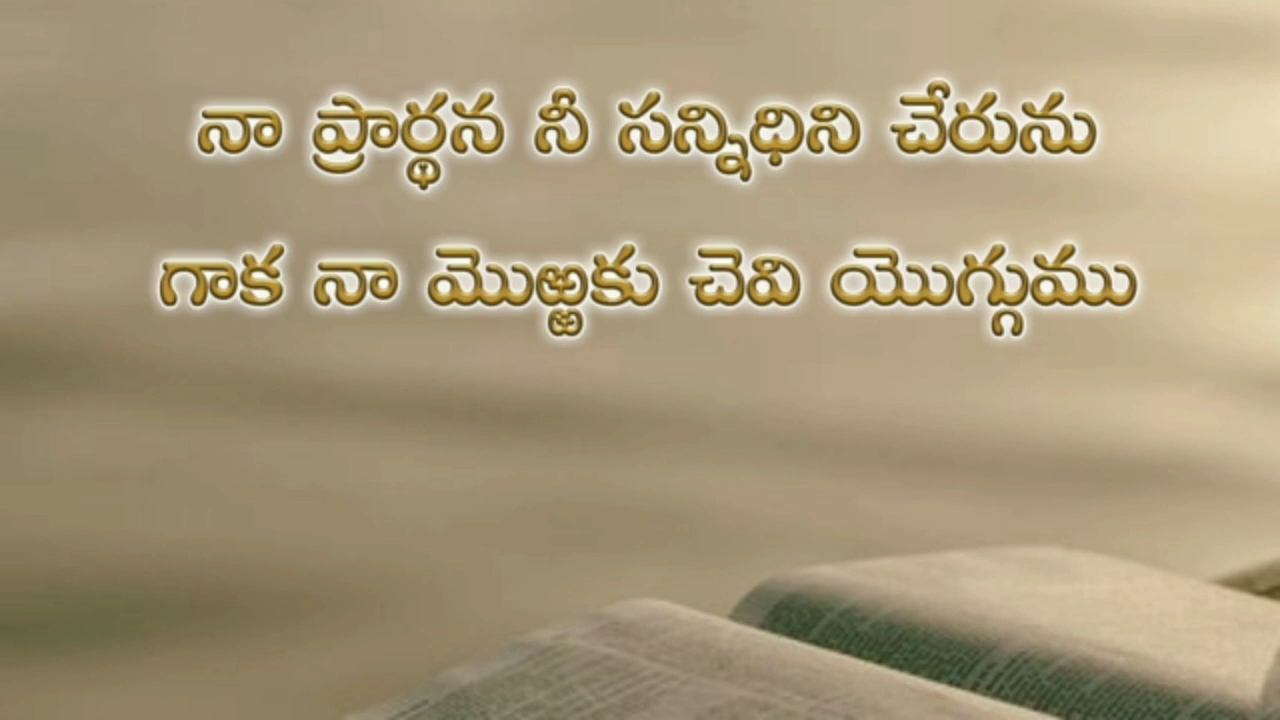 నా ప్రార్థన నీ సన్నిధిని చేరును
గాక నా మొఱ్ఱకు చెవి యొగ్గుము